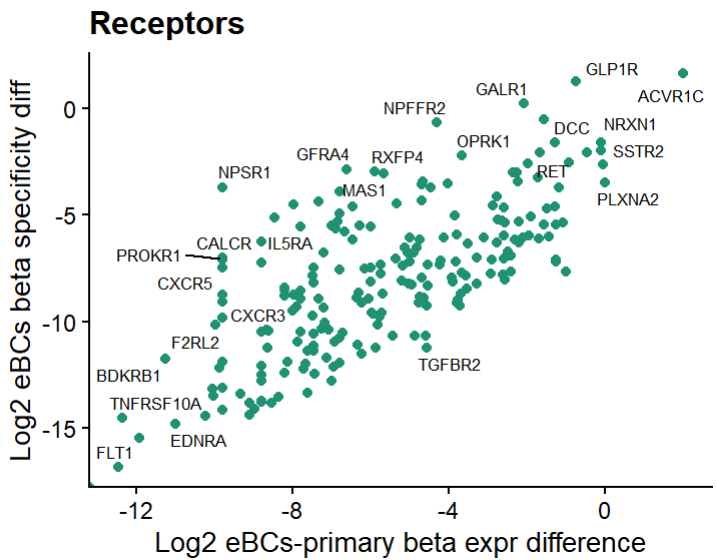 Receptors
Log2 eBCs beta specificity diff
0
-5
-10
-15
GLP1R
ACVR1C
GALR1
NPFFR2
DCC
NRXN1
OPRK1
SSTR2
GFRA4
RXFP4
RET
NPSR1
MAS1
PLXNA2
CALCR
IL5RA
PROKR1
CXCR5
CXCR3
F2RL2
TGFBR2
BDKRB1
TNFRSF10A
EDNRA
FLT1
-12
-8
-4
0
Log2 eBCs-primary beta expr difference